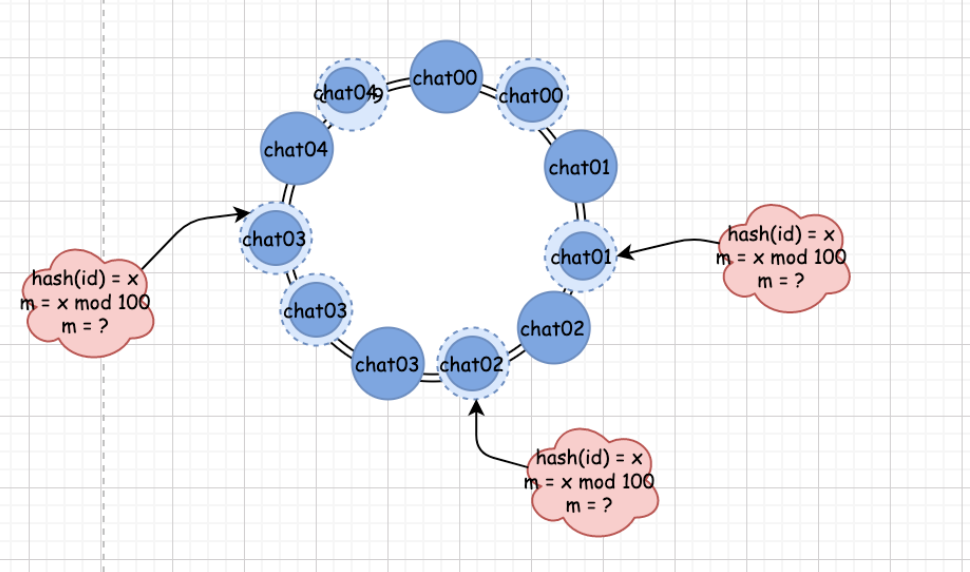 chat00
chat00
chat01
chat01
chat02
chat02
chat03
chat03
chat03
chat04
chat04
hash(id) = x
m = x mod 100
m = ?
hash(id) = x
m = x mod 100
m = ?
hash(id) = x
m = x mod 100
m = ?